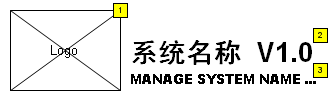 1
Logo
2
系统名称 V1.0
3
MANAGE SYSTEM NAME ...